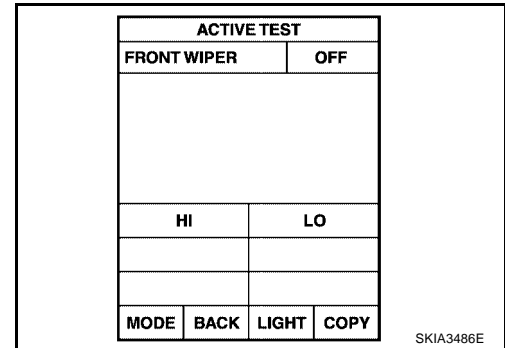 ACTIVE TEST
FRONT WIPER OFF
HI LO
MODE BACK LIGHT COPY
SKIA3486E